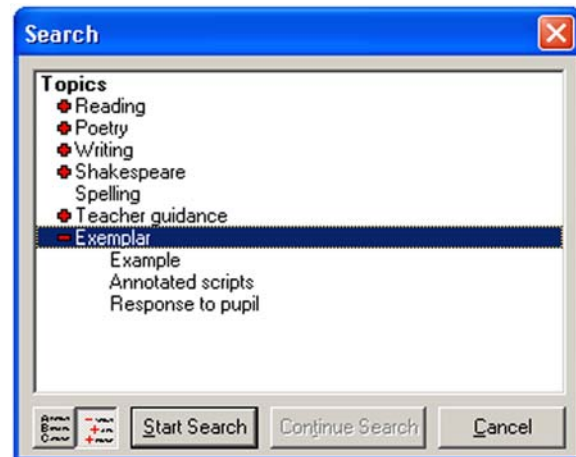 Search
Topics
Reading
Poetry
Writing
Shakespeare
Spelling
Teacher guidance
Exemplar
Example
Annotated scripts
Response to pupil
Start Search Continue Search Cancel